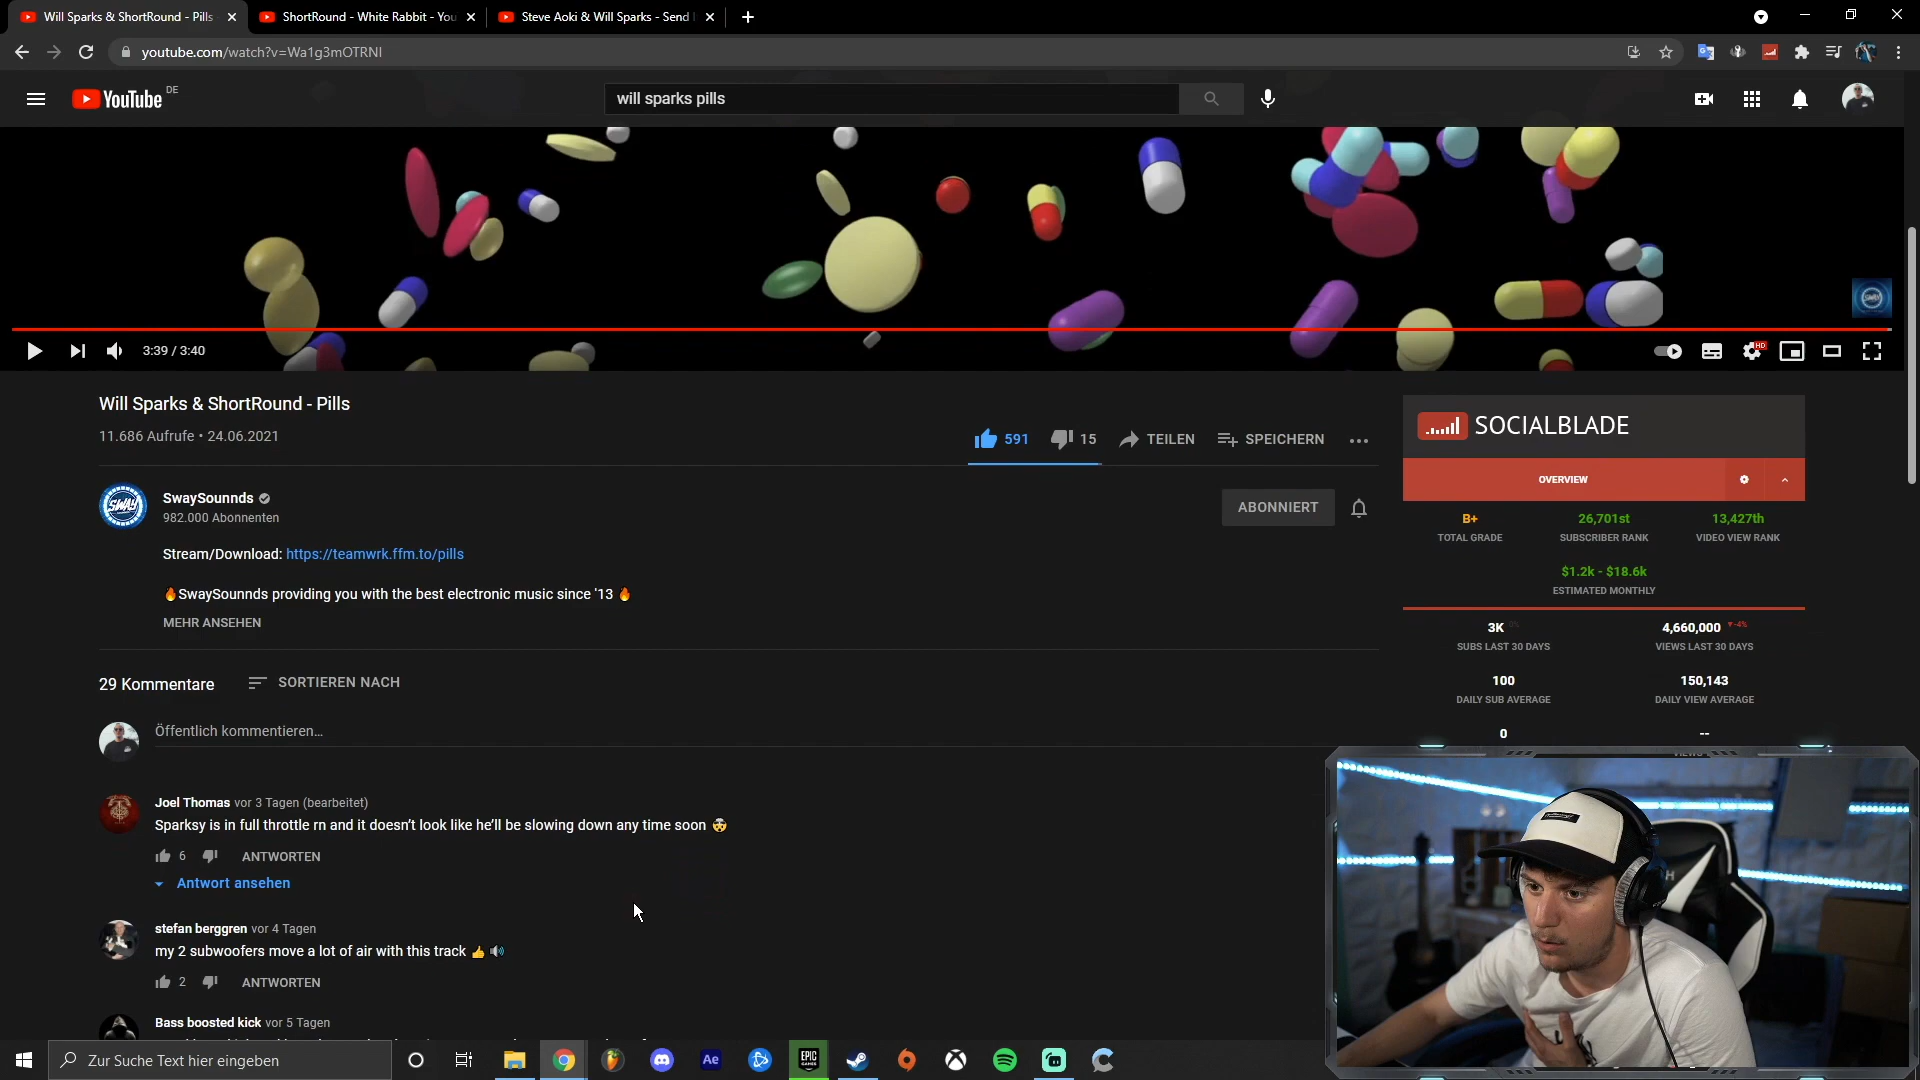 Will Sparks & ShortRound - Pills
ShortRound - White Rabbit - You
Steve Aoki & Will Sparks - Send
youtube.com/watch?v=Wa1g3mOTRNI
YouTube DE
will sparks pills
SWAY
3:39 / 3:40
HD
Will Sparks & ShortRound - Pills
11.686 Aufrufe • 24.06.2021
591
15
TEILEN
SPEICHERN
SWAY
SwaySounnds
982.000 Abonnenten
ABONNIERT
Stream/Download: https://teamwrk.ffm.to/pills
🔥SwaySounnds providing you with the best electronic music since '13 🔥
MEHR ANSEHEN
SOCIALBLADE
OVERVIEW
B+
26,701st
13,427th
TOTAL GRADE
SUBSCRIBER RANK
VIDEO VIEW RANK
$1.2k - $18.6k
ESTIMATED MONTHLY
3K 0%
4,660,000 -4%
SUBS LAST 30 DAYS
VIEWS LAST 30 DAYS
100
150,143
DAILY SUB AVERAGE
DAILY VIEW AVERAGE
0
--
29 Kommentare
SORTIEREN NACH
Öffentlich kommentieren...
Joel Thomas vor 3 Tagen (bearbeitet)
Sparksy is in full throttle rn and it doesn't look like he'll be slowing down any time soon 🤯
6
ANTWORTEN
Antwort ansehen
stefan berggren vor 4 Tagen
my 2 subwoofers move a lot of air with this track 👍 🔊
2
ANTWORTEN
Bass boosted kick vor 5 Tagen
Zur Suche Text hier eingeben
Ae
EPIC GAMES